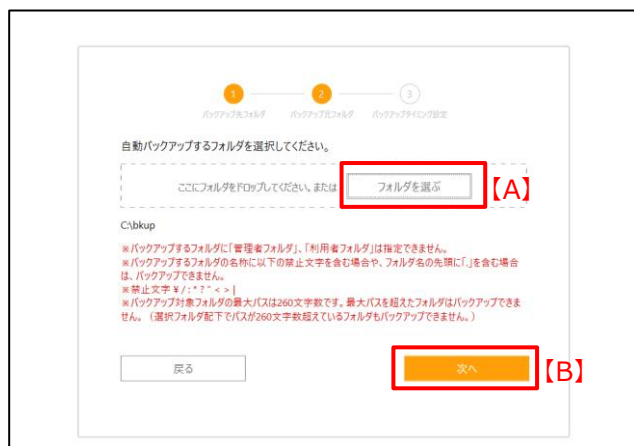 1 2 3
バックアップ先フォルダ バックアップ元フォルダ バックアップタイミング設定
自動バックアップするフォルダを選択してください。
ここにフォルダをドロップしてください。または フォルダを選ぶ 【A】
C:\bkup
※バックアップするフォルダに「管理者フォルダ」、「利用者フォルダ」は指定できません。
※バックアップするフォルダの名称に以下の禁止文字を含む場合や、フォルダ名の先頭に「.」を含む場合
は、バックアップできません。
※禁止文字 ¥ / : * ? " < > |
※バックアップ対象フォルダの最大パスは260文字数です。最大パスを超えたフォルダはバックアップできま
せん。（選択フォルダ配下でパスが260文字数超えているフォルダもバックアップできません。）
戻る 次へ 【B】